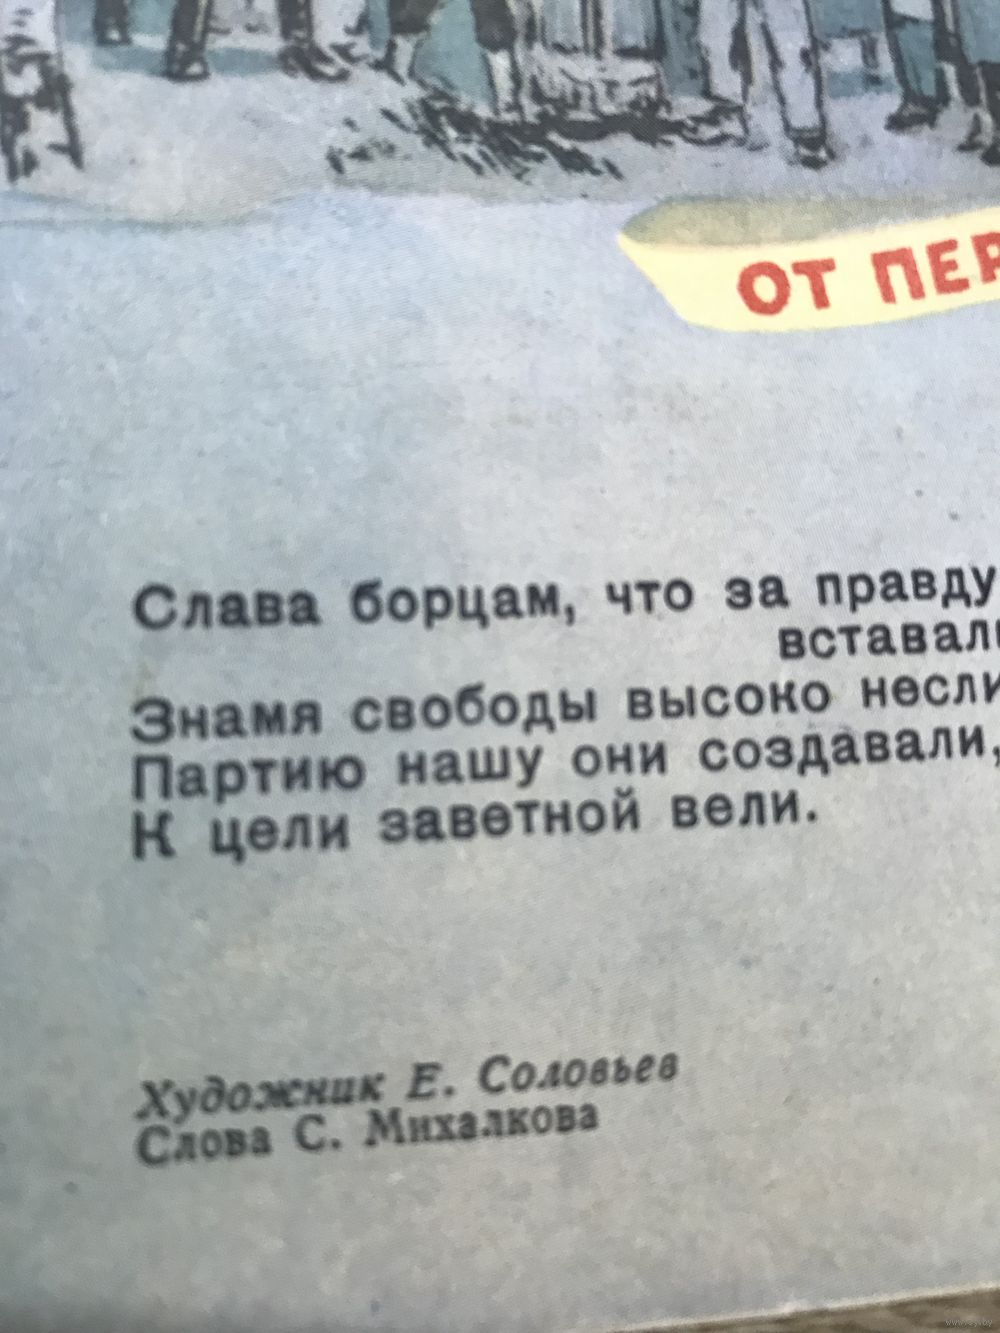 ОТ ПЕР
Слава борцам, что за правду
вставал
Знамя свободы высоко несли
Партию нашу они создавали,
К цели заветной вели.
Художник Е. Соловьев
Слова С. Михалкова